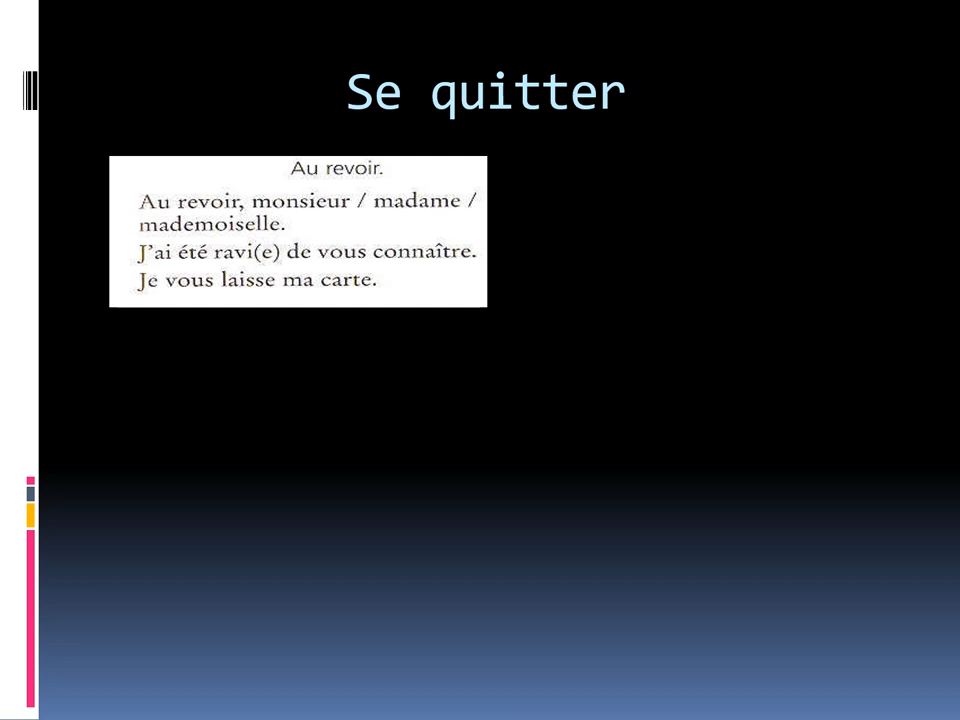 Se quitter
Au revoir.
Au revoir, monsieur / madame /
mademoiselle.
J'ai été ravi(e) de vous connaître.
Je vous laisse ma carte.